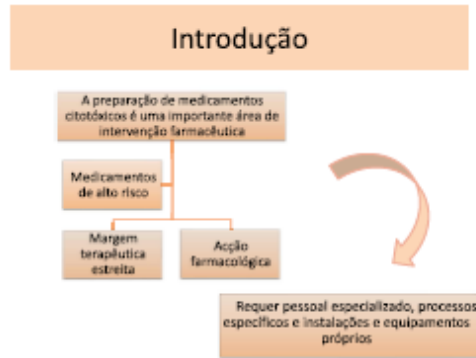 Introdução
A preparação de medicamentos
citotóxicos é uma importante área de
intervenção farmacêutica
Medicamentos
de alto risco
Margem
terapêutica
estreita
Acção
farmacológica
Requer pessoal especializado, processos
específicos e instalações e equipamentos
próprios